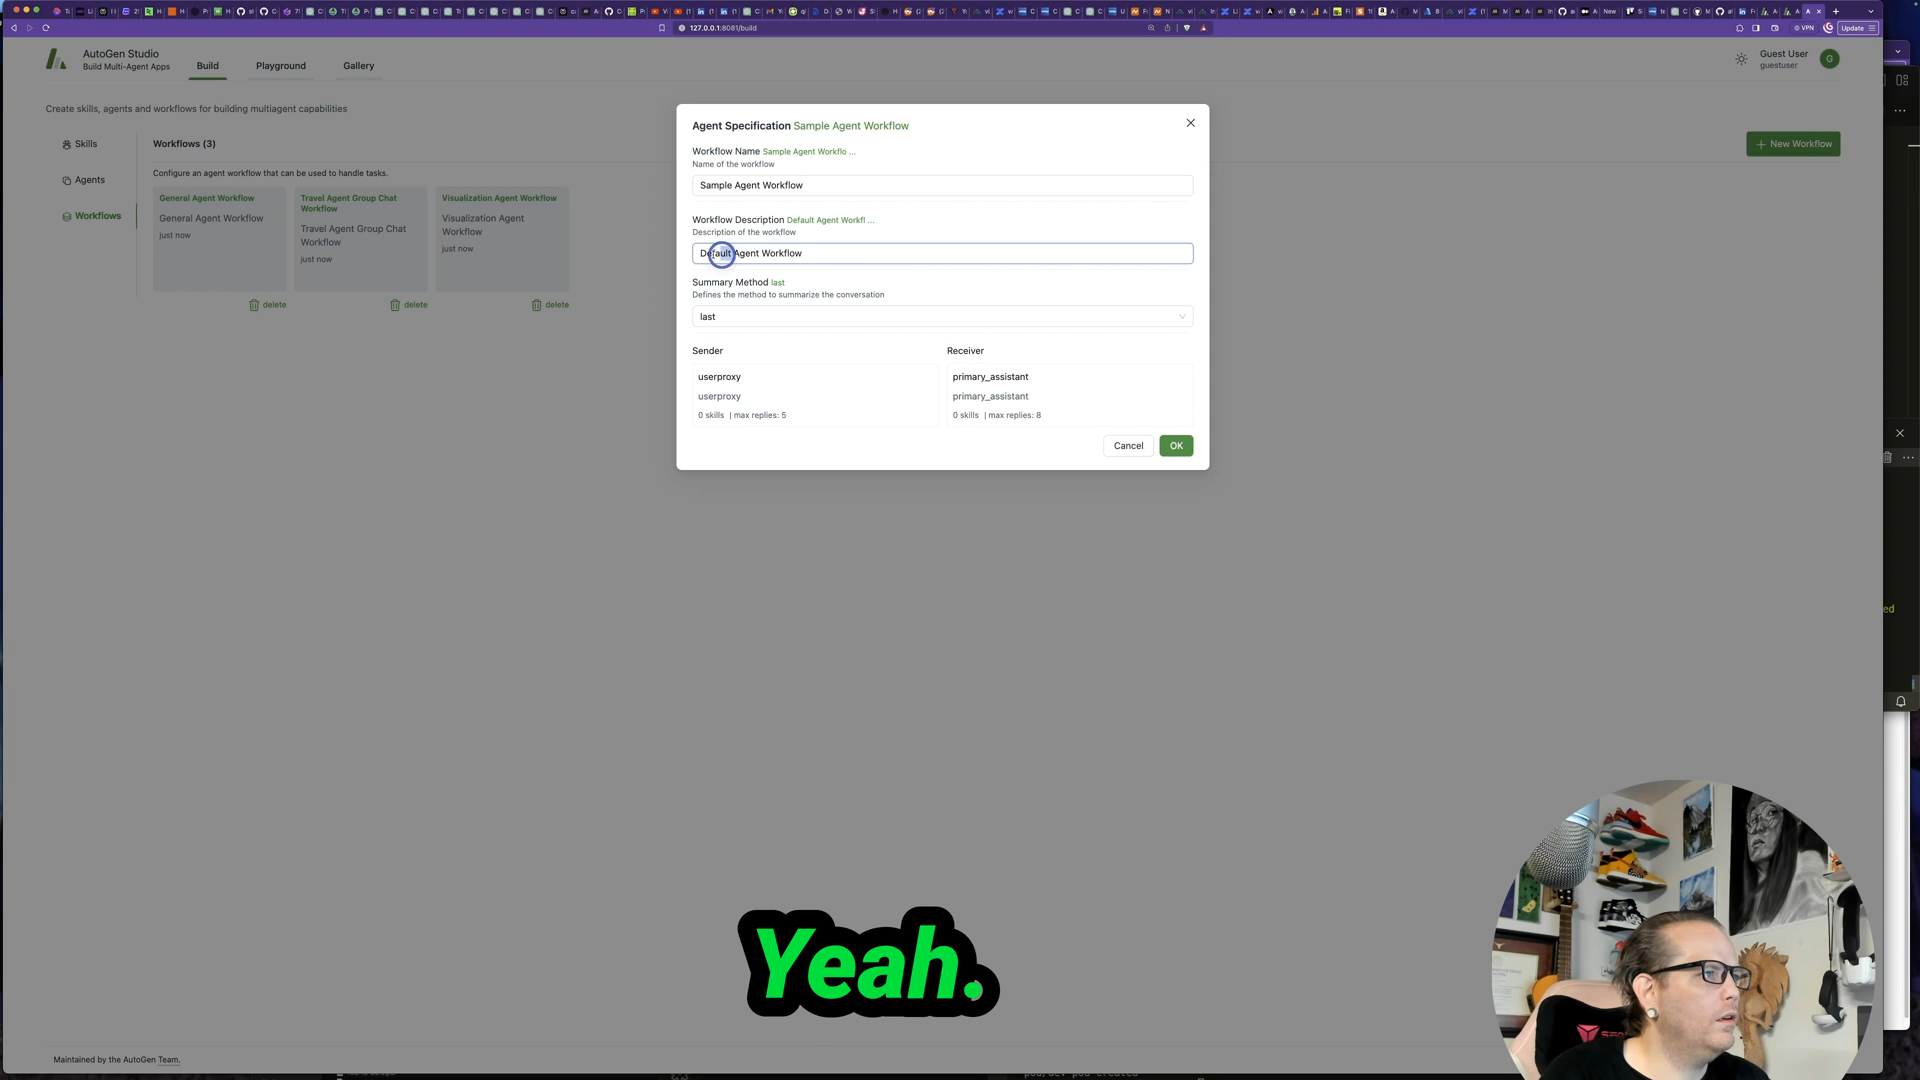 127.0.0.1:8081/build
VPN
Update
AutoGen Studio
Build Multi-Agent Apps
Build
Playground
Gallery
Guest User
guestuser
G
Create skills, agents and workflows for building multiagent capabilities
Skills
Agents
Workflows
Workflows (3)
New Workflow
Configure an agent workflow that can be used to handle tasks.
General Agent Workflow
General Agent Workflow
just now
delete
Travel Agent Group Chat
Workflow
Travel Agent Group Chat
Workflow
just now
delete
Visualization Agent Workflow
Visualization Agent
Workflow
just now
delete
Agent Specification Sample Agent Workflow
Workflow Name Sample Agent Workflo ...
Name of the workflow
Sample Agent Workflow
Workflow Description Default Agent Workfl ...
Description of the workflow
Default Agent Workflow
Summary Method last
Defines the method to summarize the conversation
last
Sender
userproxy
userproxy
0 skills | max replies: 5
Receiver
primary_assistant
primary_assistant
0 skills | max replies: 8
Cancel
OK
Yeah.
Maintained by the AutoGen Team.